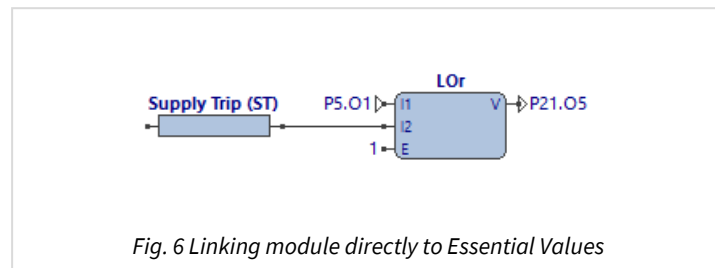 LOr
Supply Trip (ST)
P5.O1 I1 V P21.O5
I2
1 E
Fig. 6 Linking module directly to Essential Values